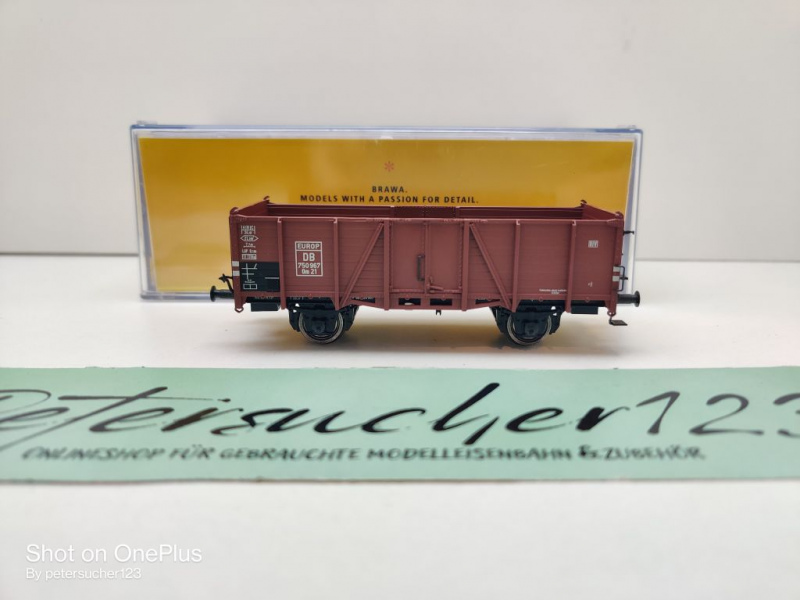 BRAWA.
MODELS WITH A PASSION FOR DETAIL.
EUROP
DB
750 967
Om 21
Petersucher123
ONLINESHOP FÜR GEBRAUCHTE MODELLEISENBAHN & ZUBEHÖR
Shot on OnePlus
By petersucher123